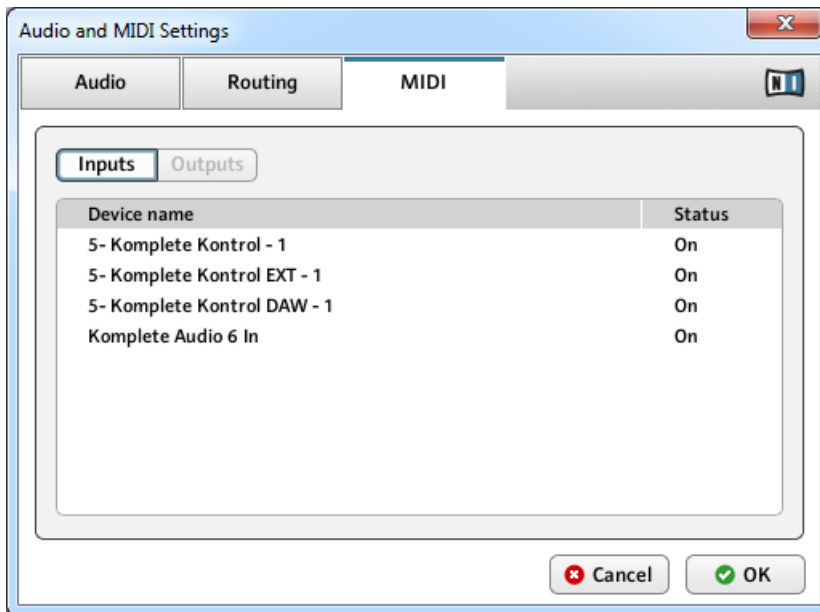 Audio and MIDI Settings
Audio Routing MIDI
NI
Inputs Outputs
Device name Status
5- Komplete Kontrol - 1 On
5- Komplete Kontrol EXT - 1 On
5- Komplete Kontrol DAW - 1 On
Komplete Audio 6 In On
Cancel OK